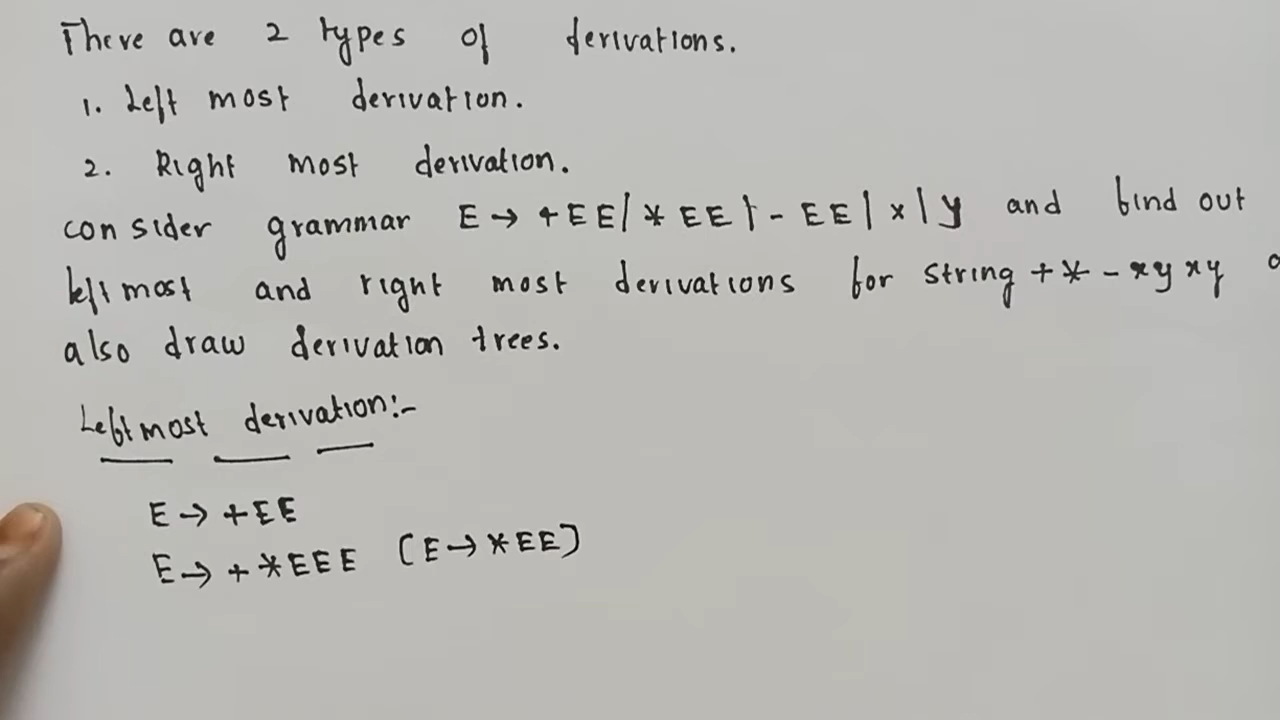 There are 2 types of derivations.
1. Left most derivation.
2. Right most derivation.
consider grammar E → +EE | * EE | - EE | x | y and find out
left most and right most derivations for string + * - xyxy
also draw derivation trees.
Leftmost derivation:-
E → +EE
E → + *EEE (E → *EE)